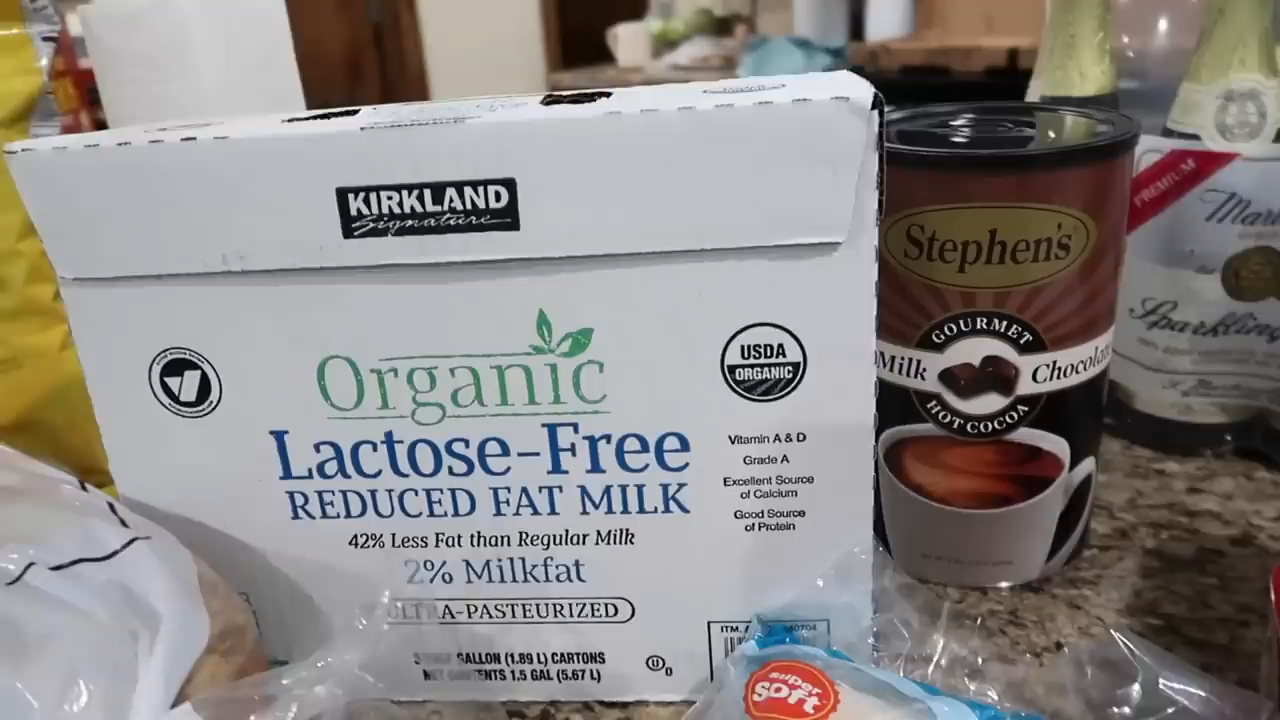 KIRKLAND
Signature
Organic
Lactose-Free
REDUCED FAT MILK
42% Less Fat than Regular Milk
2% Milkfat
ULTRA-PASTEURIZED
GALLON (1.89 L) CARTONS
NET CONTENTS 1.5 GAL (5.67 L)
USDA
ORGANIC
Vitamin A & D
Grade A
Excellent Source
of Calcium
Good Source
of Protein
ITM.
U D
super
soft
Stephen's
GOURMET
Milk
Chocolate
HOT COCOA
PREMIUM
Sparkling